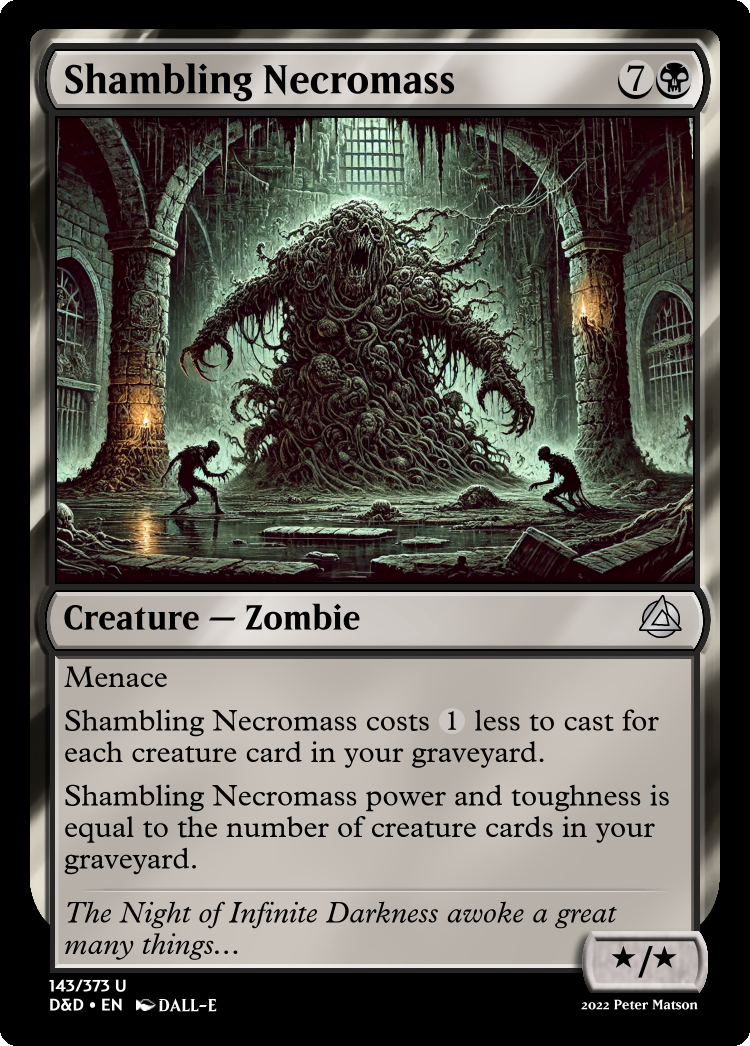 Shambling Necromass 7
Creature — Zombie
Menace
Shambling Necromass costs 1 less to cast for
each creature card in your graveyard.
Shambling Necromass power and toughness is
equal to the number of creature cards in your
graveyard.
The Night of Infinite Darkness awoke a great
many things...
★/★
143/373 U
D&D • EN DALL-E
2022 Peter Matson